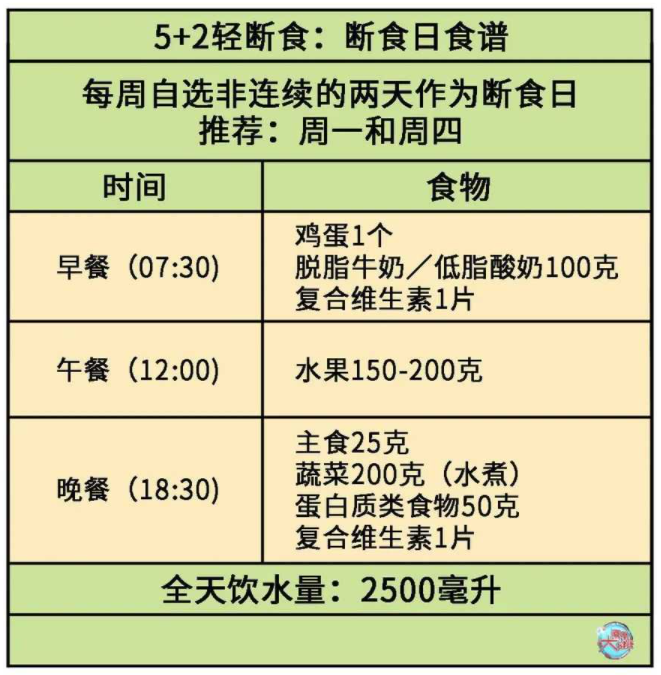 5+2轻断食：断食日食谱
每周自选非连续的两天作为断食日
推荐：周一和周四
时间 食物
早餐（07:30) 鸡蛋1个
脱脂牛奶／低脂酸奶100克
复合维生素1片
午餐（12:00) 水果150-200克
晚餐（18:30) 主食25克
蔬菜200克（水煮）
蛋白质类食物50克
复合维生素1片
全天饮水量：2500毫升